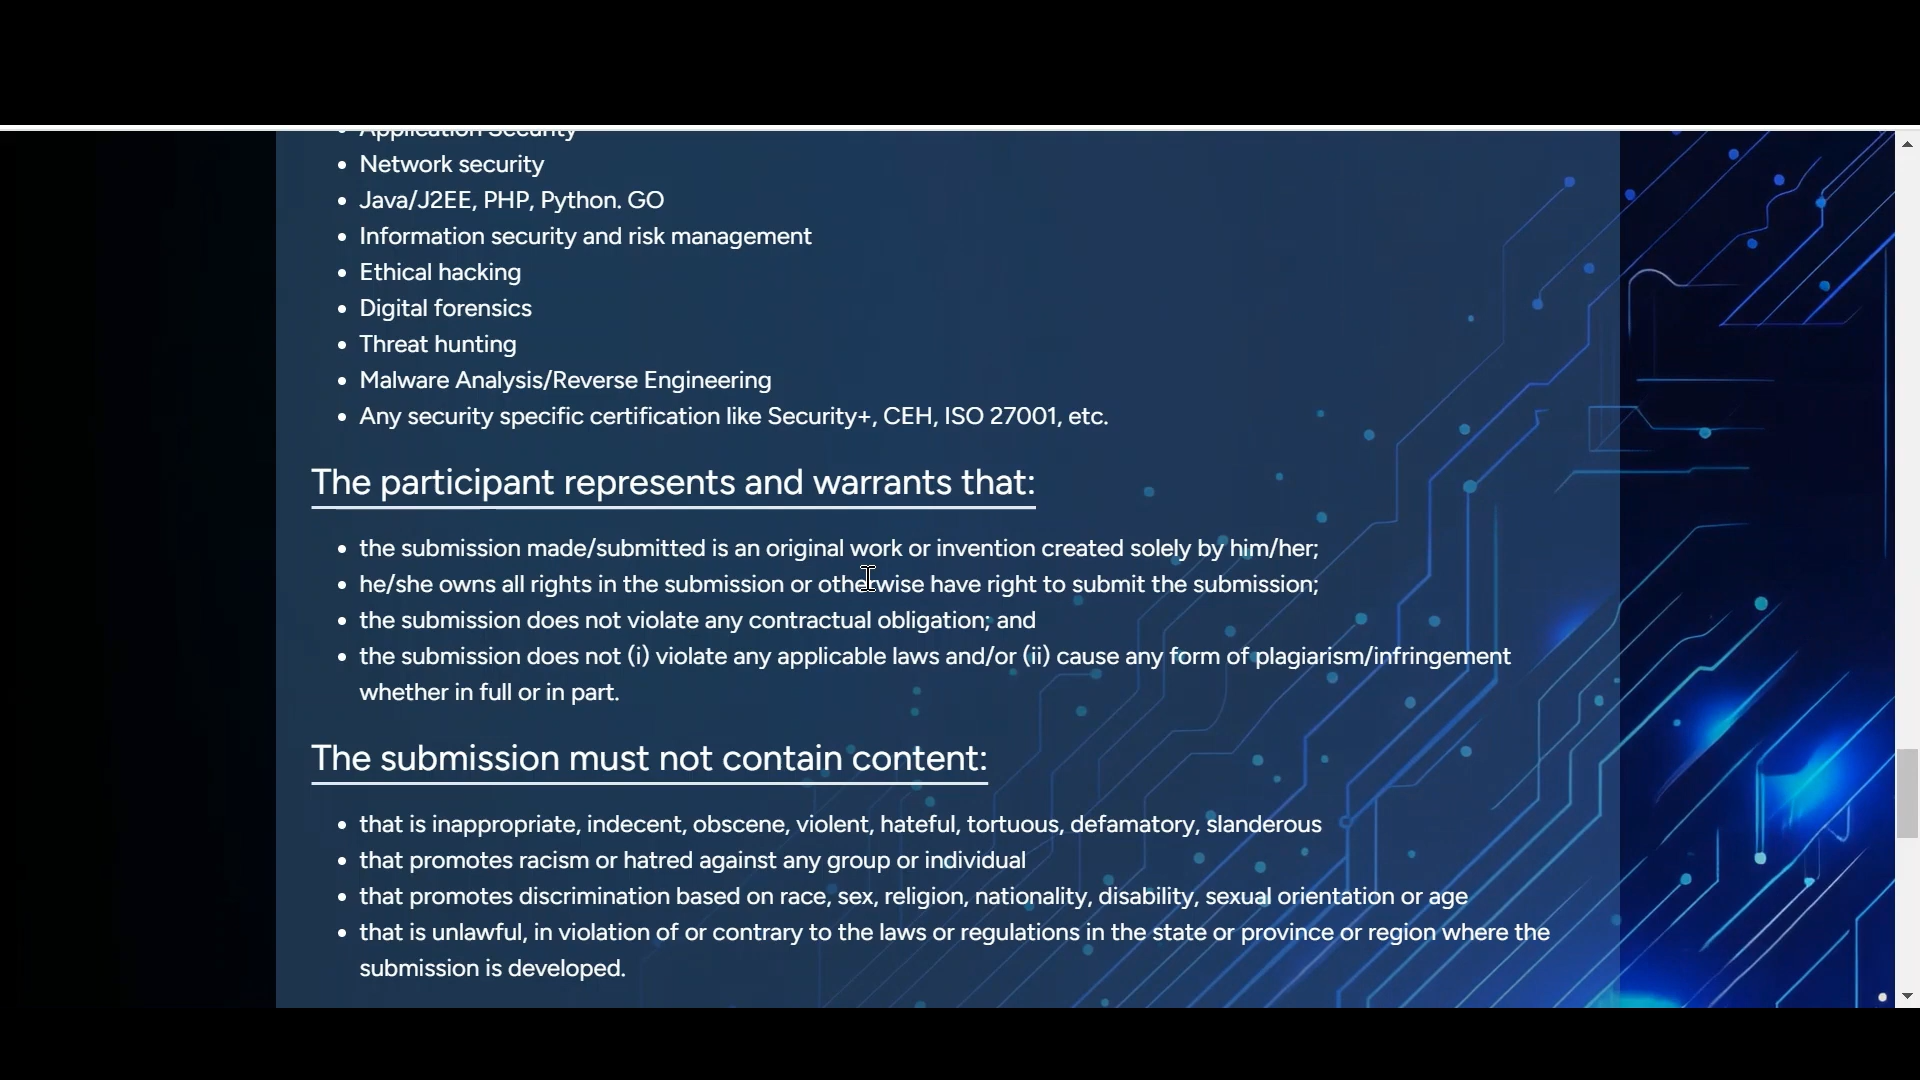 Application Security
Network security
Java/J2EE, PHP, Python. GO
Information security and risk management
Ethical hacking
Digital forensics
Threat hunting
Malware Analysis/Reverse Engineering
Any security specific certification like Security+, CEH, ISO 27001, etc.
The participant represents and warrants that:
the submission made/submitted is an original work or invention created solely by him/her;
he/she owns all rights in the submission or otherwise have right to submit the submission;
the submission does not violate any contractual obligation; and
the submission does not (i) violate any applicable laws and/or (ii) cause any form of plagiarism/infringement
whether in full or in part.
The submission must not contain content:
that is inappropriate, indecent, obscene, violent, hateful, tortuous, defamatory, slanderous
that promotes racism or hatred against any group or individual
that promotes discrimination based on race, sex, religion, nationality, disability, sexual orientation or age
that is unlawful, in violation of or contrary to the laws or regulations in the state or province or region where the
submission is developed.